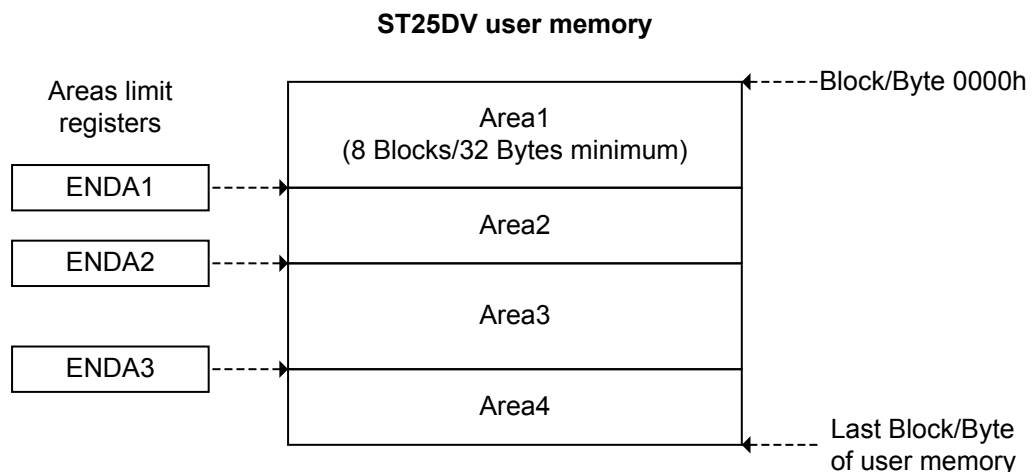 ST25DV user memory
Areas limit
registers
Block/Byte 0000h
Area1
(8 Blocks/32 Bytes minimum)
ENDA1
Area2
ENDA2
Area3
ENDA3
Area4
Last Block/Byte
of user memory